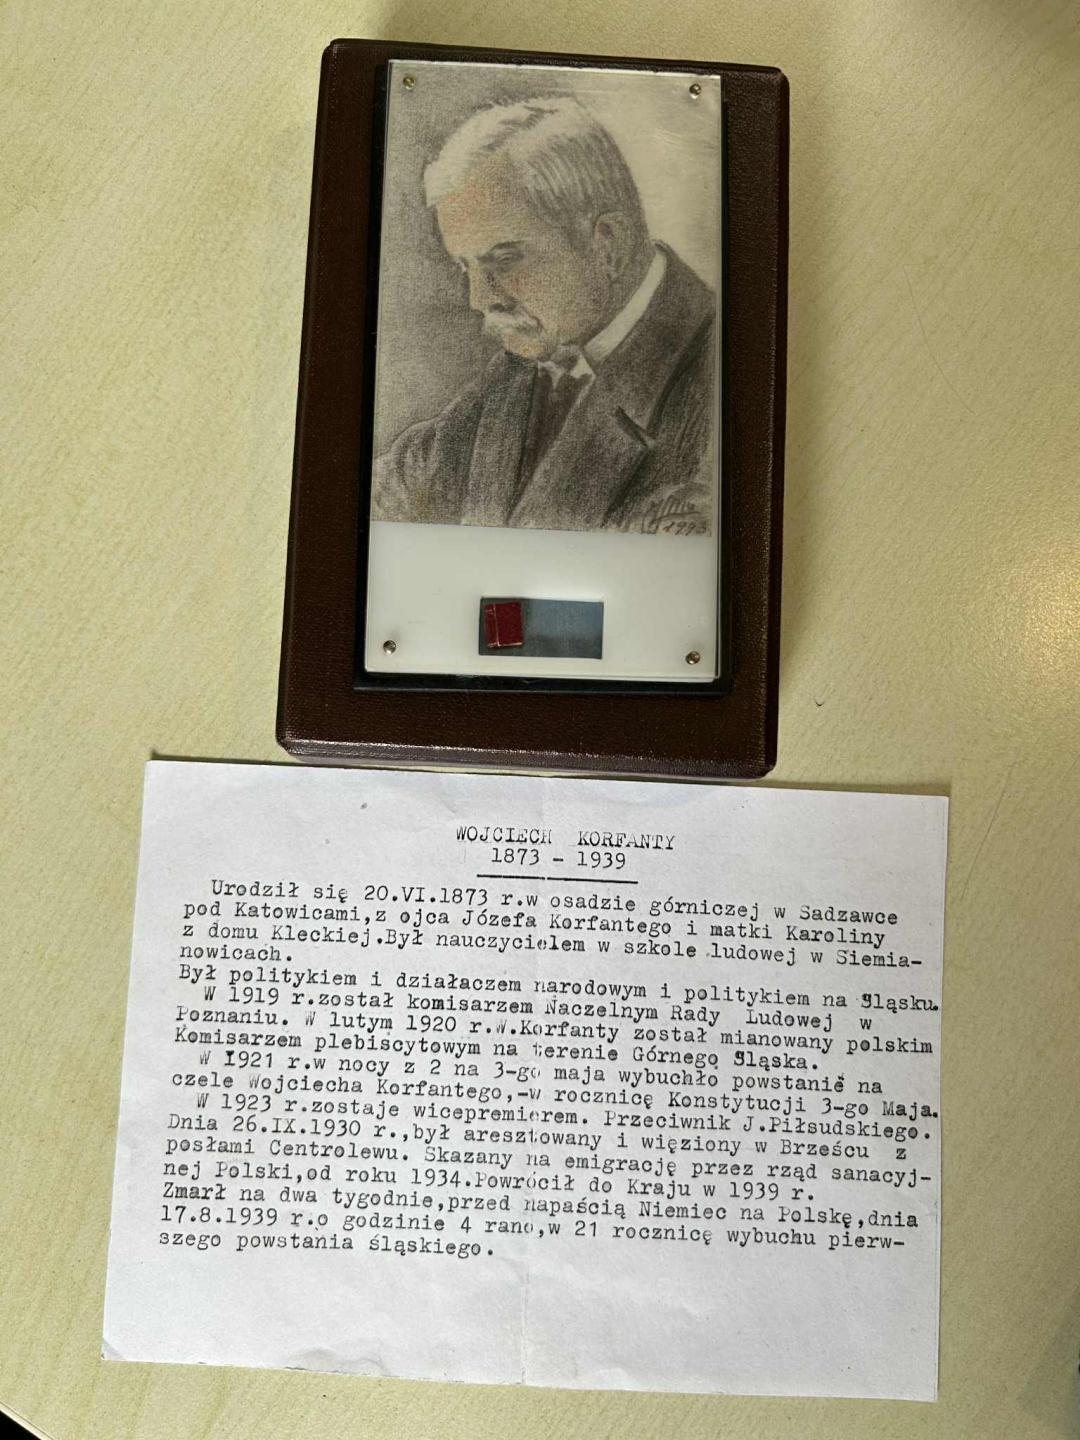 1993.
WOJCIECH KORFANTY
1873 - 1939
Urodził się 20.VI.1873 r.w osadzie górniczej w Sadzawce
pod Katowicami,z ojca Józefa Korfantego i matki Karoliny
z domu Kleckiej.Był nauczycielem w szkole ludowej w Siemia-
nowicach.
Był politykiem i działaczem narodowym i politykiem na Śląsku.
W 1919 r.został komisarzem Naczelnym Rady Ludowej w
Poznaniu. W lutym 1920 r.W.Korfanty został mianowany polskim
Komisarzem plebiscytowym na terenie Górnego Śląska.
W 1921 r.w nocy z 2 na 3-go maja wybuchło powstanie na
czele Wojciecha Korfantego,-w rocznicę Konstytucji 3-go Maja.
W 1923 r.zostaje wicepremierem. Przeciwnik J.Piłsudskiego.
Dnia 26.IX.1930 r.,był aresztowany i więziony w Brześcu z
posłami Centrolewu. Skazany na emigrację przez rząd sanacyj-
nej Polski,od roku 1934.Powrócił do Kraju w 1939 r.
Zmarł na dwa tygodnie,przed napaścią Niemiec na Polskę,dnia
17.8.1939 r.o godzinie 4 rano,w 21 rocznicę wybuchu pierw-
szego powstania śląskiego.